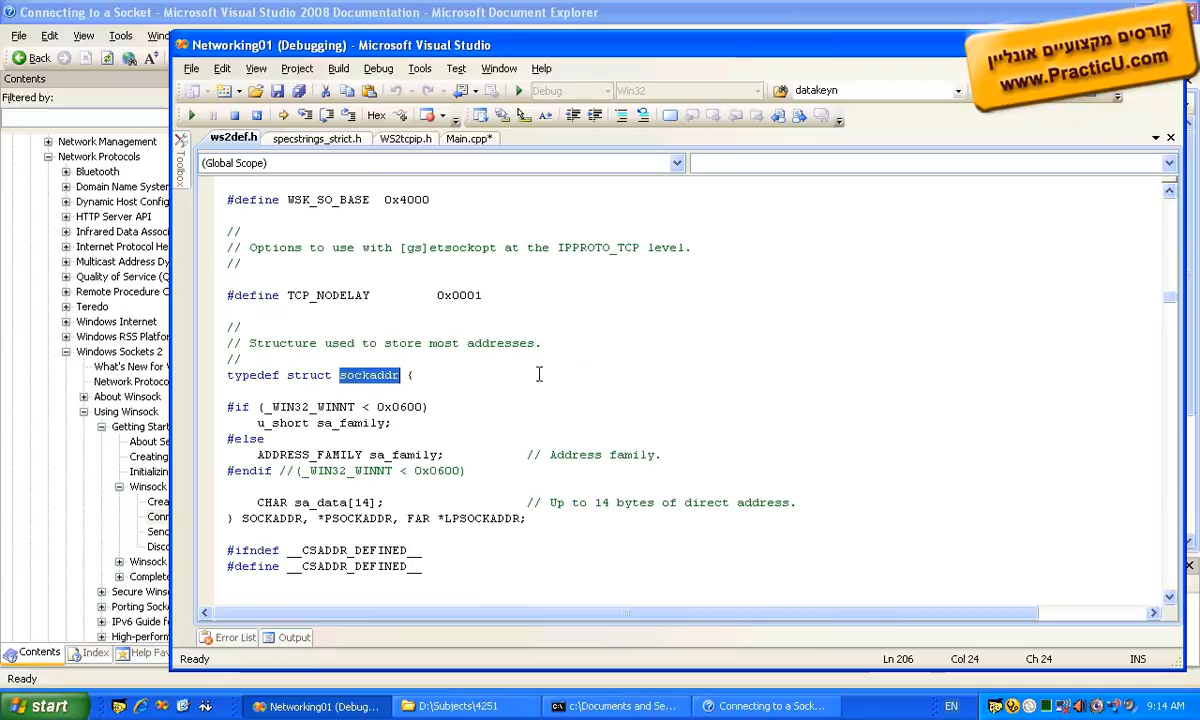 Connecting to a Socket - Microsoft Visual Studio 2008 Documentation - Microsoft Document Explorer
File Edit View Tools
Back
Contents
Filtered by:
Network Management
Network Protocols
Bluetooth
Domain Name System
Dynamic Host Config
HTTP Server API
Infrared Data Associ
Internet Protocol He
Multicast Address Dy
Quality of Service (Q
Remote Procedure C
Teredo
Windows Internet
Windows RSS Platfor
Windows Sockets 2
What's New for
Network Protoco
About Winsock
Using Winsock
Getting Start
About S
Creating
Initializing
Winsock
Crea
Conn
Send
Disco
Winsock
Complete
Secure Wins
Porting Sock
IPv6 Guide f
High-perform
Contents Index Help Fav
Ready
Networking01 (Debugging) - Microsoft Visual Studio
קורסים מקצועיים אונליין
www.PracticU.com
File Edit View Project Build Debug Tools Test Window Help
Debug Win32 datakeyn
Hex
Toolbox
ws2def.h specstrings_strict.h WS2tcpip.h Main.cpp*
(Global Scope)
#define WSK_SO_BASE 0x4000
//
// Options to use with [gs]etsockopt at the IPPROTO_TCP level.
//
#define TCP_NODELAY 0x0001
//
// Structure used to store most addresses.
//
typedef struct sockaddr {
#if (_WIN32_WINNT < 0x0600)
u_short sa_family;
#else
ADDRESS_FAMILY sa_family; // Address family.
#endif //(_WIN32_WINNT < 0x0600)
CHAR sa_data[14]; // Up to 14 bytes of direct address.
} SOCKADDR, *PSOCKADDR, FAR *LPSOCKADDR;
#ifndef __CSADDR_DEFINED__
#define __CSADDR_DEFINED__
Error List Output
Ready Ln 206 Col 24 Ch 24 INS
start Networking01 (Debug... D:\Subjects\4251 c:\Documents and Se... Connecting to a Sock... EN 9:14 AM